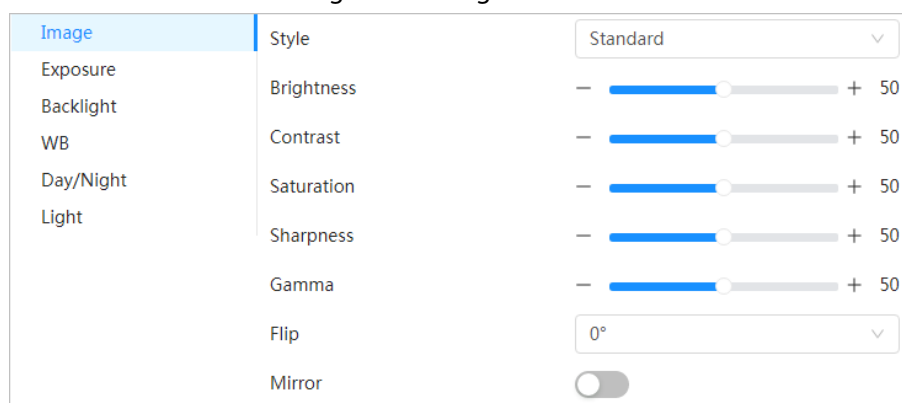 Image
Exposure
Backlight
WB
Day/Night
Light
Style Standard
Brightness 50
Contrast 50
Saturation 50
Sharpness 50
Gamma 50
Flip 0°
Mirror